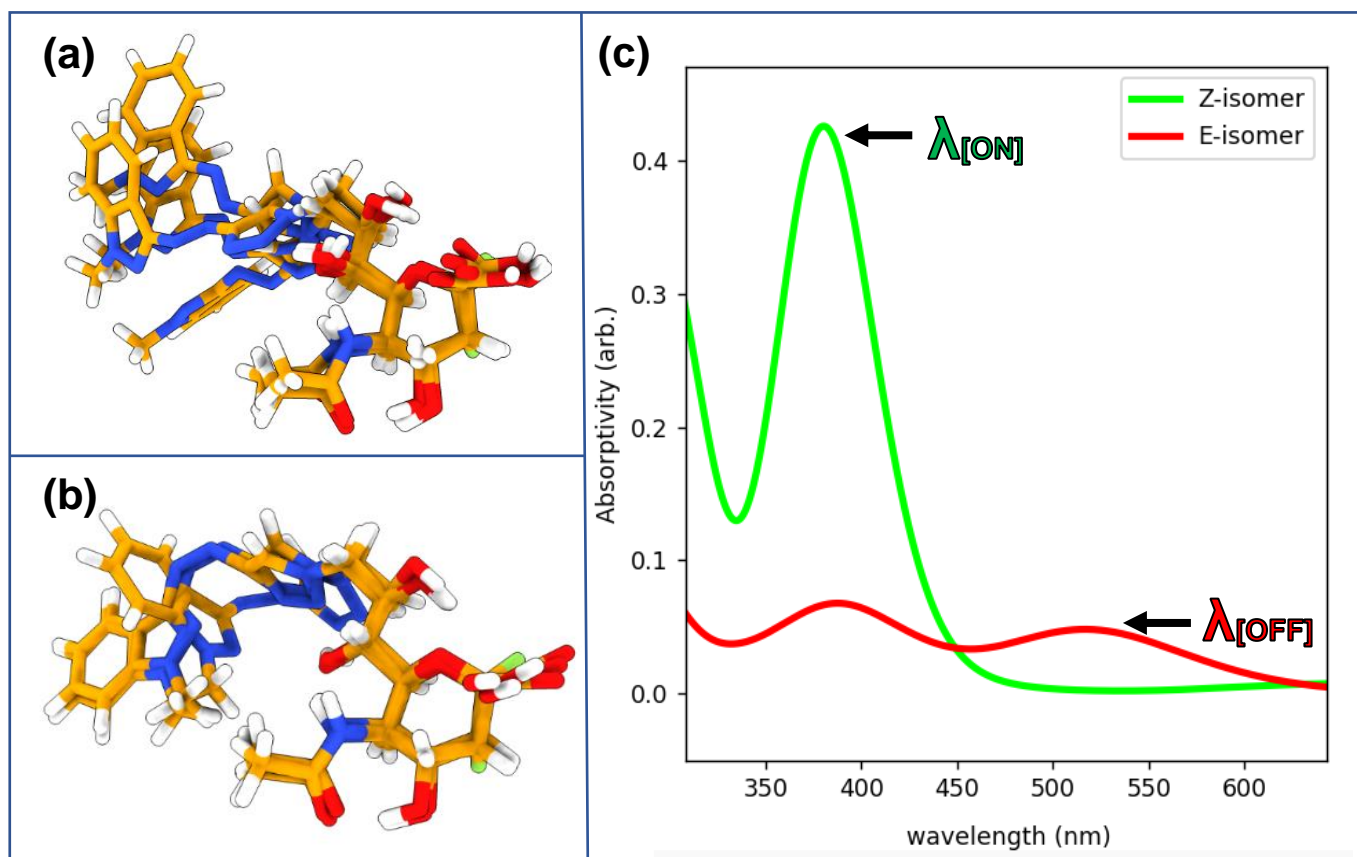 (a)
(b)
(c)
Z-isomer
E-isomer
λ[ON]
λ[OFF]
0.4
0.3
0.2
0.1
0.0
Absorptivity (arb.)
350
400
450
500
550
600
wavelength (nm)